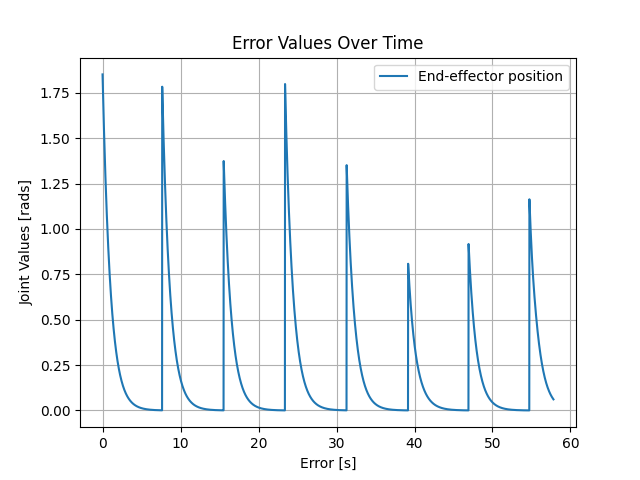 Error Values Over Time
End-effector position
Joint Values [rads]
1.75
1.50
1.25
1.00
0.75
0.50
0.25
0.00
0 10 20 30 40 50 60
Error [s]